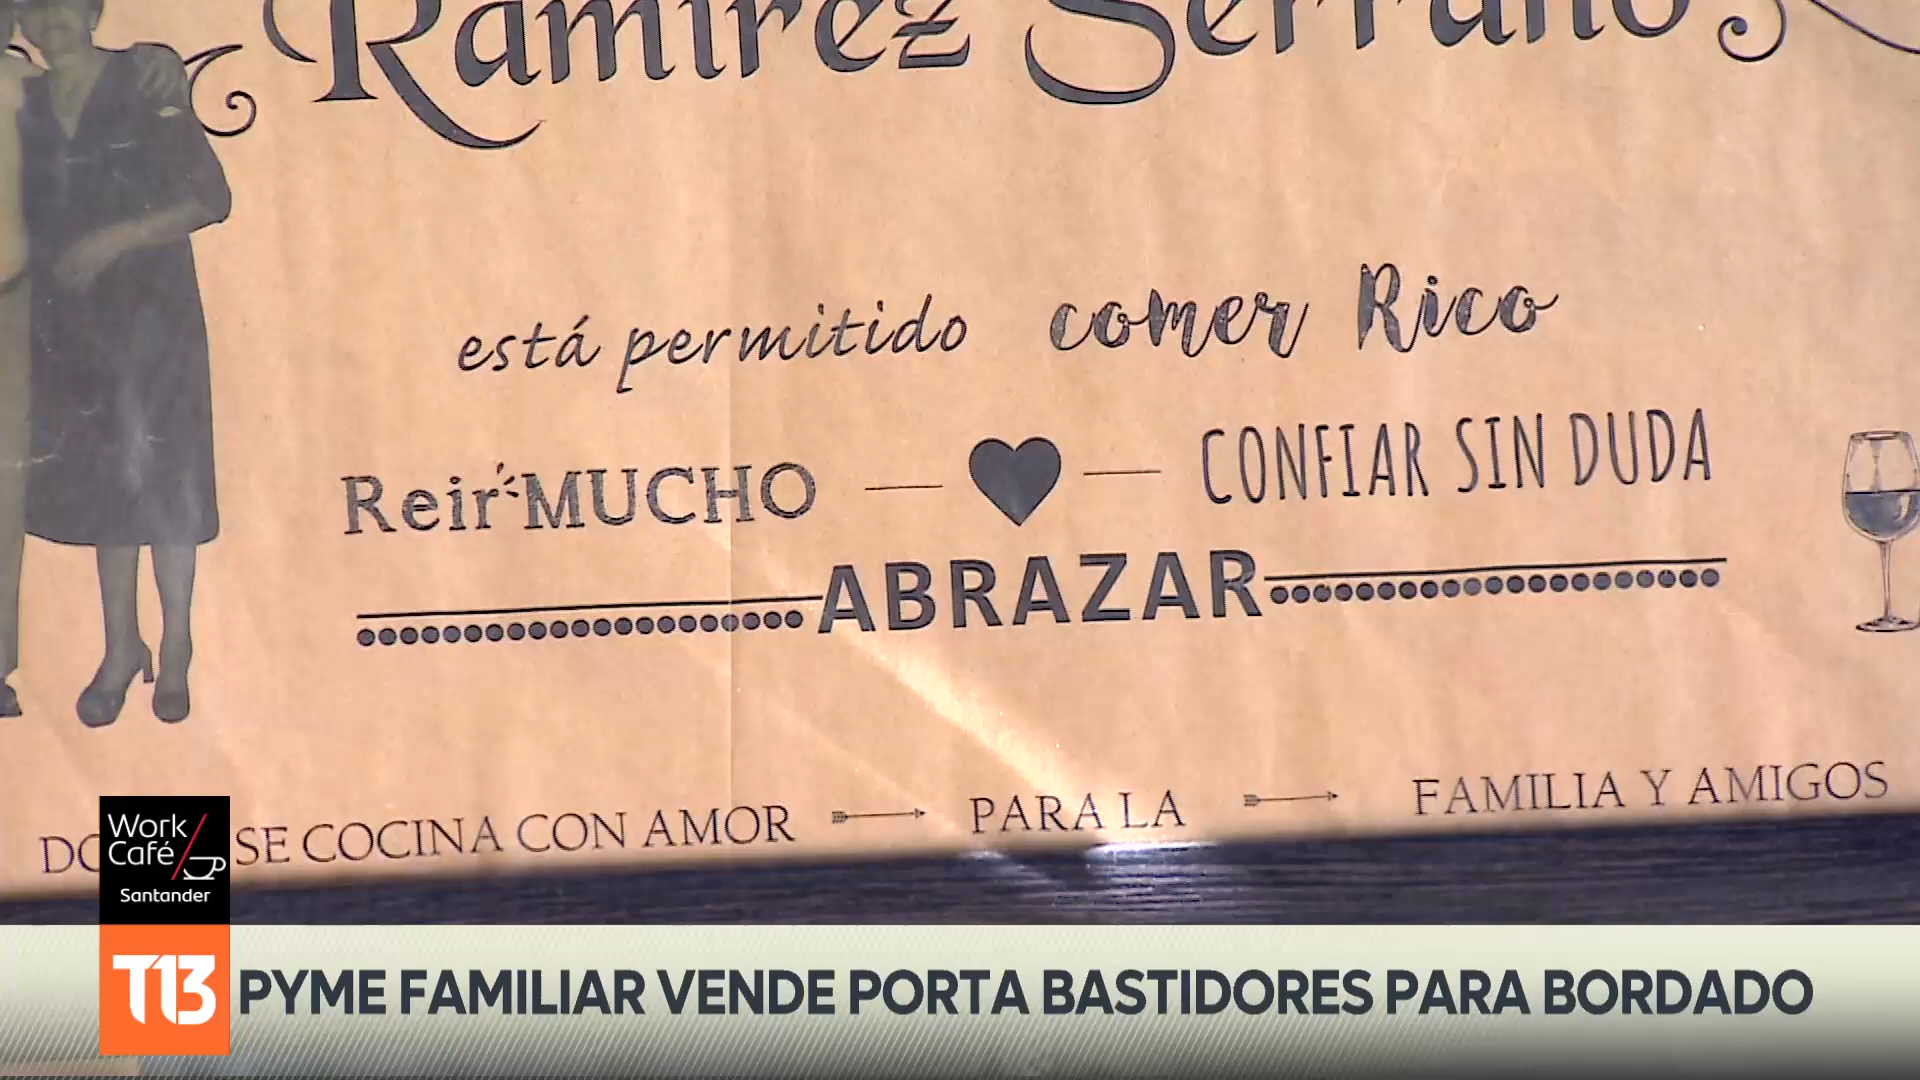 Ramírez Serrano
está permitido comer Rico
Reir MUCHO CONFIAR SIN DUDA
ABRAZAR
SE COCINA CON AMOR PARA LA FAMILIA Y AMIGOS
Work Café
Santander
T13 PYME FAMILIAR VENDE PORTA BASTIDORES PARA BORDADO